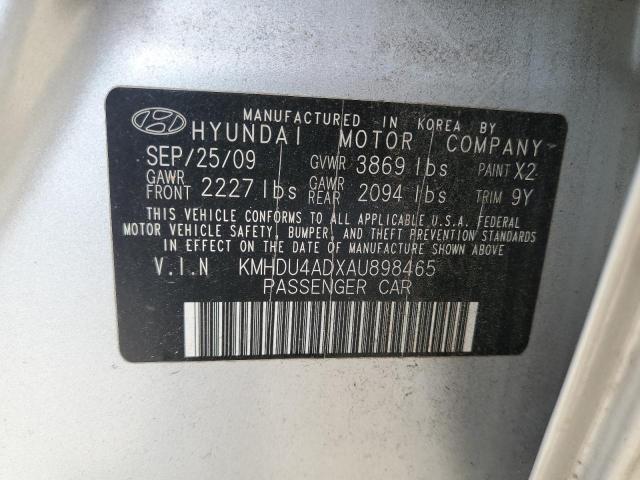 MANUFACTURED IN KOREA BY
HYUNDAI MOTOR COMPANY
SEP/25/09 GVWR 3869 lbs PAINT X2
GAWR FRONT 2227 lbs GAWR REAR 2094 lbs TRIM 9Y
THIS VEHICLE CONFORMS TO ALL APPLICABLE U.S.A. FEDERAL
MOTOR VEHICLE SAFETY, BUMPER, AND THEFT PREVENTION STANDARDS
IN EFFECT ON THE DATE OF MANUFACTURE SHOWN ABOVE
V.I.N KMHDU4ADXAU898465
PASSENGER CAR